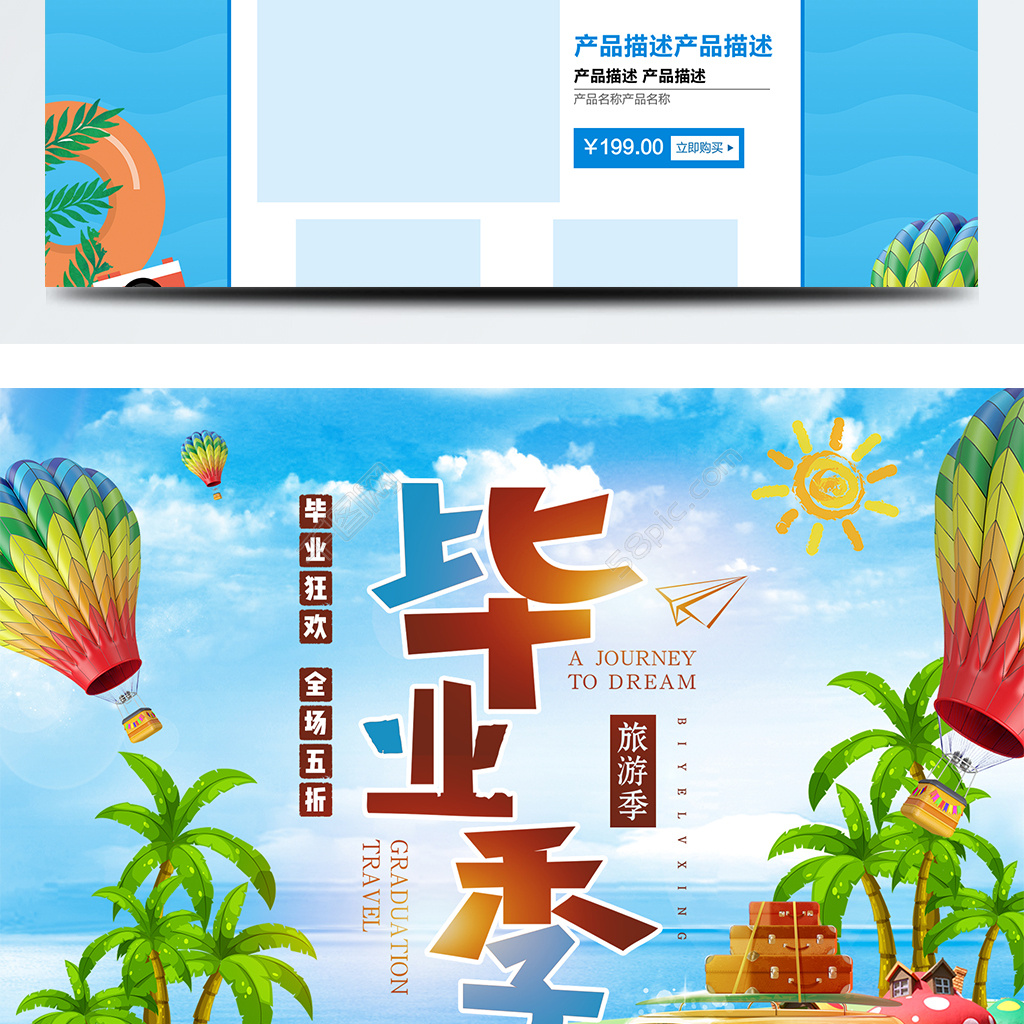 产品描述产品描述
产品描述 产品描述
产品名称产品名称
￥199.00 立即购买
毕业季
毕业狂欢 全场五折
A JOURNEY
TO DREAM
旅游季
BIYELVXING
GRADUATION
TRAVEL
58pic.com